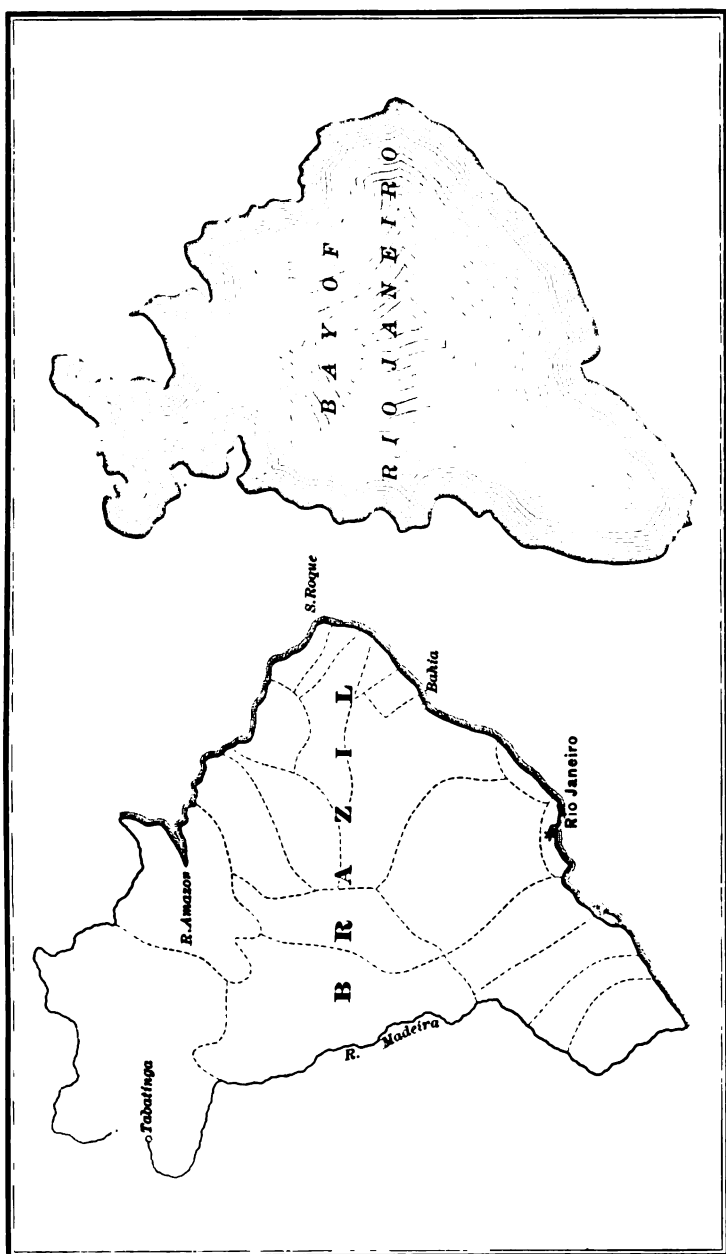 BAY OF
RIO JANEIRO
S. Roque
R. Amazon
BRAZIL
Bahia
Tabatinga
R. Madeira
Rio Janeiro